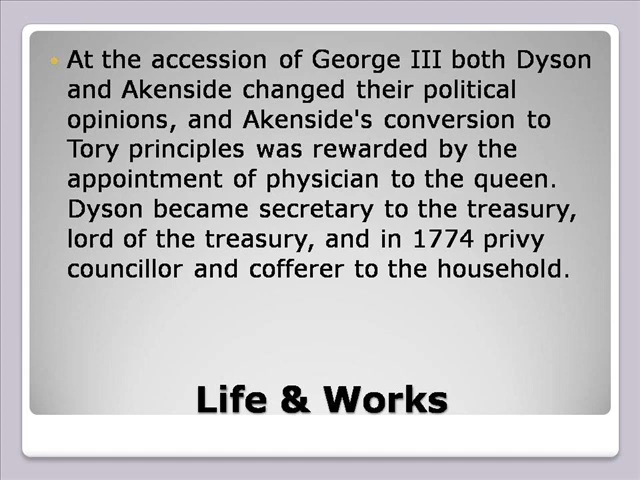 At the accession of George III both Dyson
and Akenside changed their political
opinions, and Akenside's conversion to
Tory principles was rewarded by the
appointment of physician to the queen.
Dyson became secretary to the treasury,
lord of the treasury, and in 1774 privy
councillor and cofferer to the household.
Life & Works